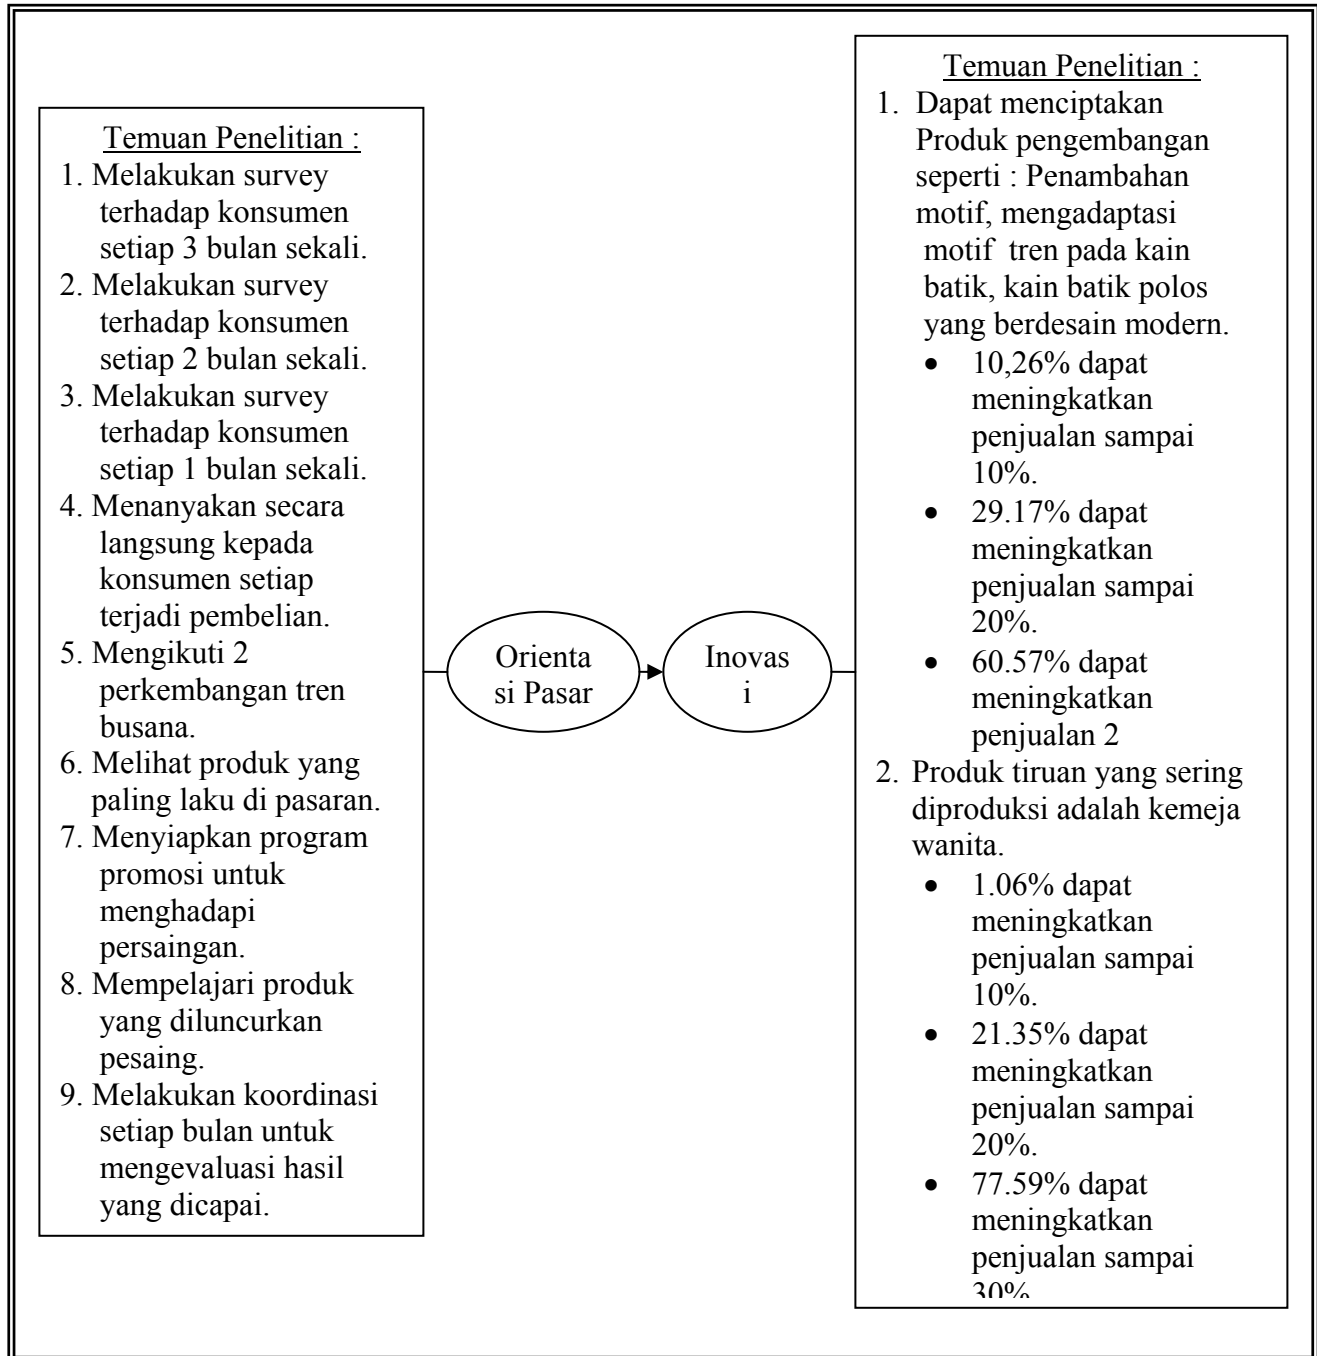 Temuan Penelitian :
1. Melakukan survey
terhadap konsumen
setiap 3 bulan sekali.
2. Melakukan survey
terhadap konsumen
setiap 2 bulan sekali.
3. Melakukan survey
terhadap konsumen
setiap 1 bulan sekali.
4. Menanyakan secara
langsung kepada
konsumen setiap
terjadi pembelian.
5. Mengikuti 2
perkembangan tren
busana.
6. Melihat produk yang
paling laku di pasaran.
7. Menyiapkan program
promosi untuk
menghadapi
persaingan.
8. Mempelajari produk
yang diluncurkan
pesaing.
9. Melakukan koordinasi
setiap bulan untuk
mengevaluasi hasil
yang dicapai.
Orienta
si Pasar
Inovas
i
Temuan Penelitian :
1. Dapat menciptakan
Produk pengembangan
seperti : Penambahan
motif, mengadaptasi
motif tren pada kain
batik, kain batik polos
yang berdesain modern.
• 10,26% dapat
meningkatkan
penjualan sampai
10%.
• 29.17% dapat
meningkatkan
penjualan sampai
20%.
• 60.57% dapat
meningkatkan
penjualan 2
2. Produk tiruan yang sering
diproduksi adalah kemeja
wanita.
• 1.06% dapat
meningkatkan
penjualan sampai
10%.
• 21.35% dapat
meningkatkan
penjualan sampai
20%.
• 77.59% dapat
meningkatkan
penjualan sampai
30%